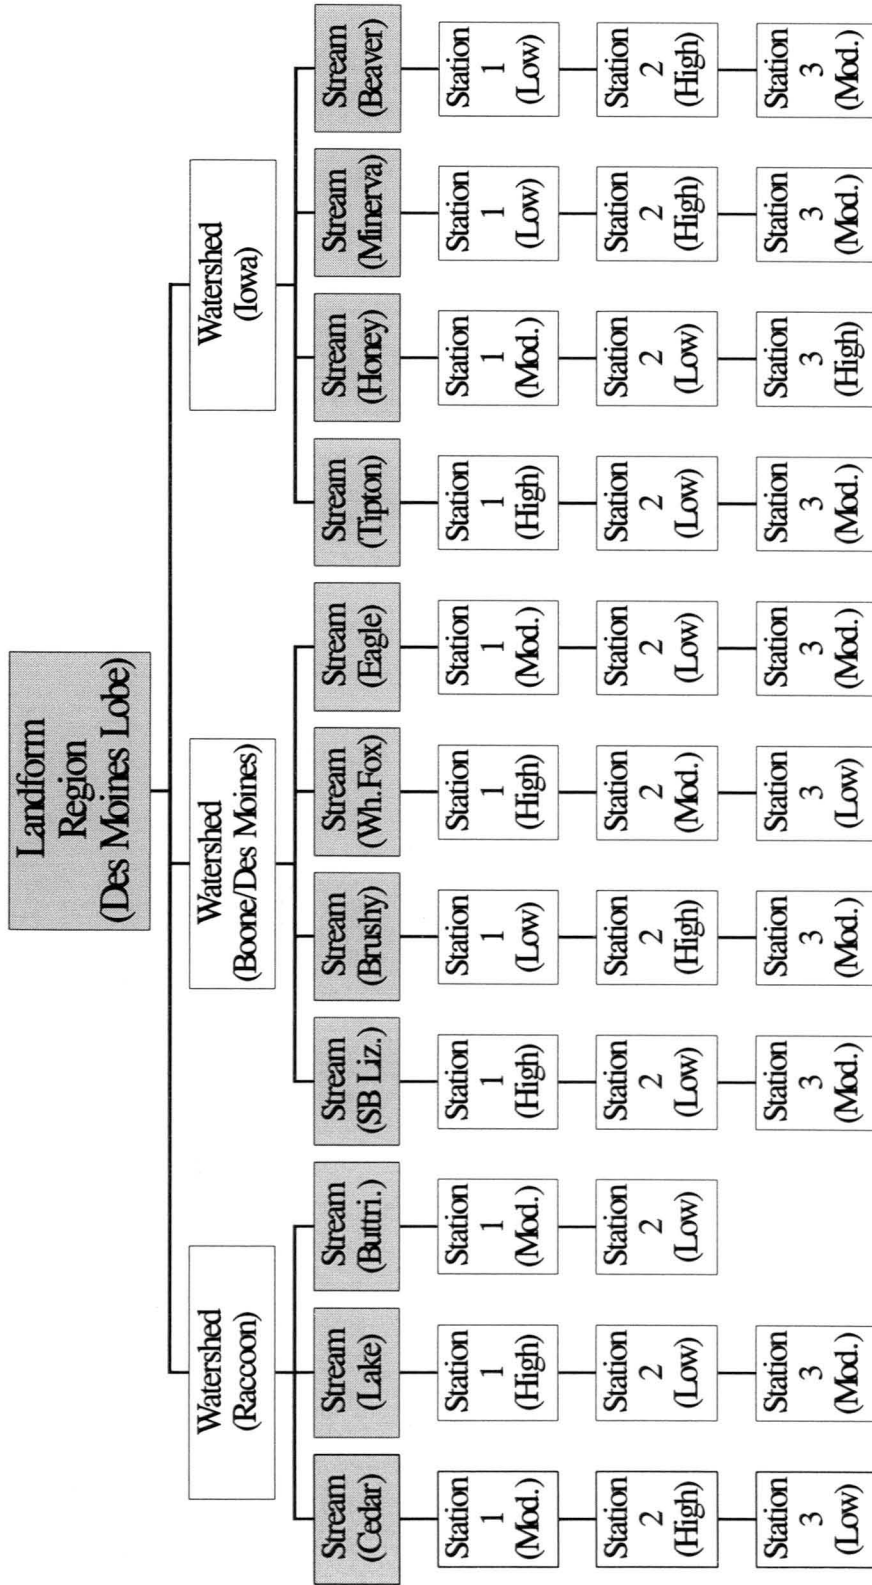 Landform
Region
(Des Moines Lobe)
Watershed
(Raccoon)
Watershed
(Boone/Des Moines)
Watershed
(Iowa)
Stream
(Cedar)
Stream
(Lake)
Stream
(Buttri.)
Stream
(SB Liz.)
Stream
(Brushy)
Stream
(Wh.Fox)
Stream
(Eagle)
Stream
(Tipton)
Stream
(Honey)
Stream
(Minerva)
Stream
(Beaver)
Station
1
(Mod.)
Station
1
(High)
Station
1
(Mod.)
Station
1
(High)
Station
1
(Low)
Station
1
(High)
Station
1
(Mod.)
Station
1
(High)
Station
1
(Mod.)
Station
1
(Low)
Station
1
(Low)
Station
2
(High)
Station
2
(Low)
Station
2
(Low)
Station
2
(Low)
Station
2
(High)
Station
2
(Mod.)
Station
2
(Low)
Station
2
(Low)
Station
2
(Low)
Station
2
(High)
Station
2
(High)
Station
3
(Low)
Station
3
(Mod.)
Station
3
(Mod.)
Station
3
(Mod.)
Station
3
(Low)
Station
3
(Mod.)
Station
3
(Mod.)
Station
3
(High)
Station
3
(Mod.)
Station
3
(Mod.)